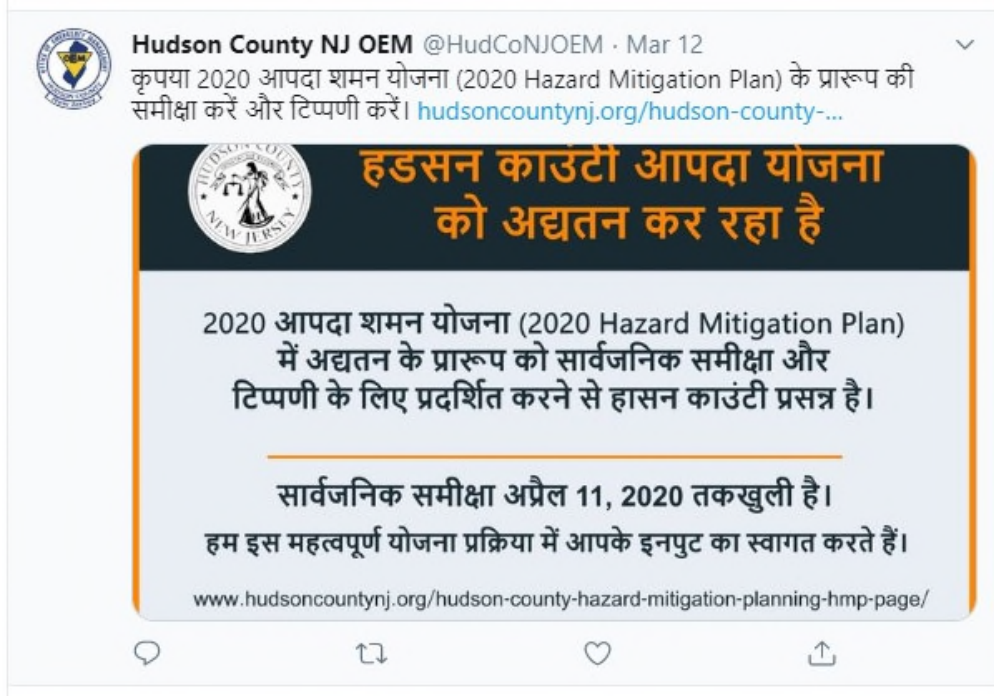 Hudson County NJ OEM @HudCoNJOEM · Mar 12
कृपया 2020 आपदा शमन योजना (2020 Hazard Mitigation Plan) के प्रारूप की
समीक्षा करें और टिप्पणी करें। hudsoncountynj.org/hudson-county-...
HUDSON COUNTY
NEW JERSEY
हडसन काउंटी आपदा योजना
को अद्यतन कर रहा है
2020 आपदा शमन योजना (2020 Hazard Mitigation Plan)
में अद्यतन के प्रारूप को सार्वजनिक समीक्षा और
टिप्पणी के लिए प्रदर्शित करने से हासन काउंटी प्रसन्न है।
सार्वजनिक समीक्षा अप्रैल 11, 2020 तकखुली है।
हम इस महत्वपूर्ण योजना प्रक्रिया में आपके इनपुट का स्वागत करते हैं।
www.hudsoncountynj.org/hudson-county-hazard-mitigation-planning-hmp-page/